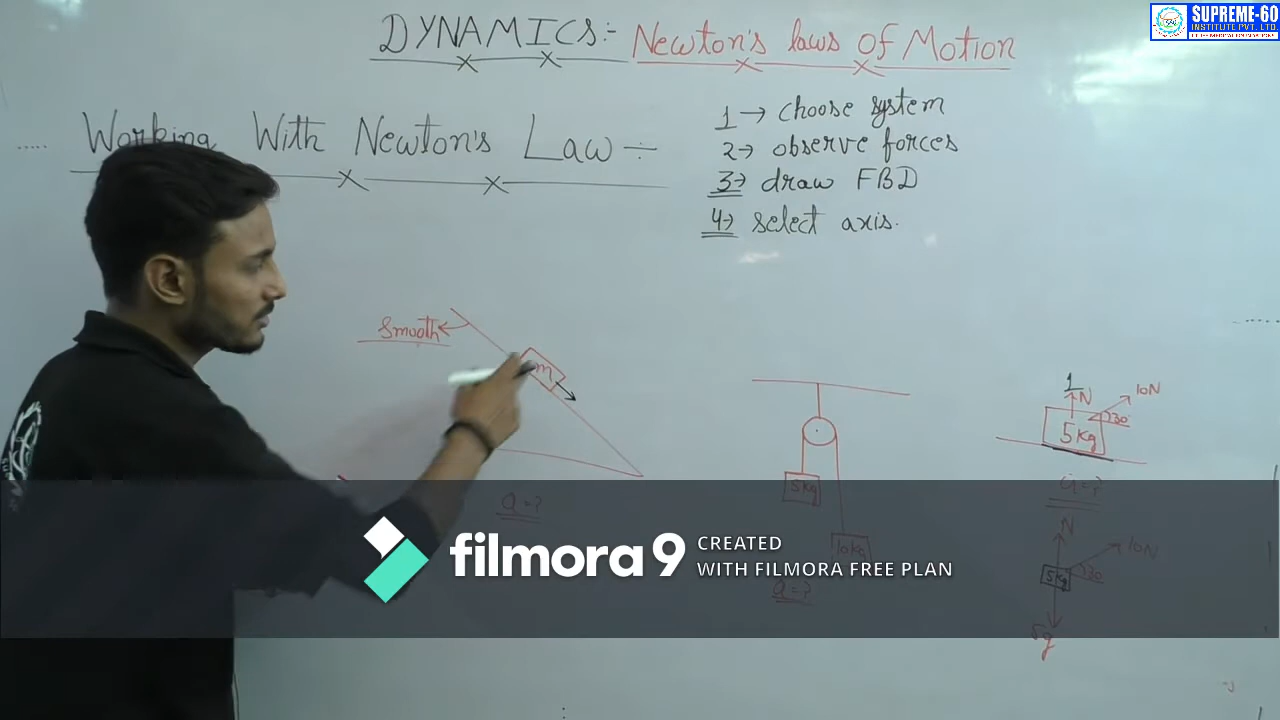 DYNAMICS:- Newton's laws of Motion
SUPREME-60
INSTITUTE PVT. LTD.
Working With Newton's Law ÷
1 → choose system
2→ observe forces
3→ draw FBD
4→ select axis.
Smooth
m
a = ?
5kg
10kg
a = ?
1
N
10N
30°
5kg
a = ?
N
10N
5kg
30°
5g
filmora 9
CREATED
WITH FILMORA FREE PLAN